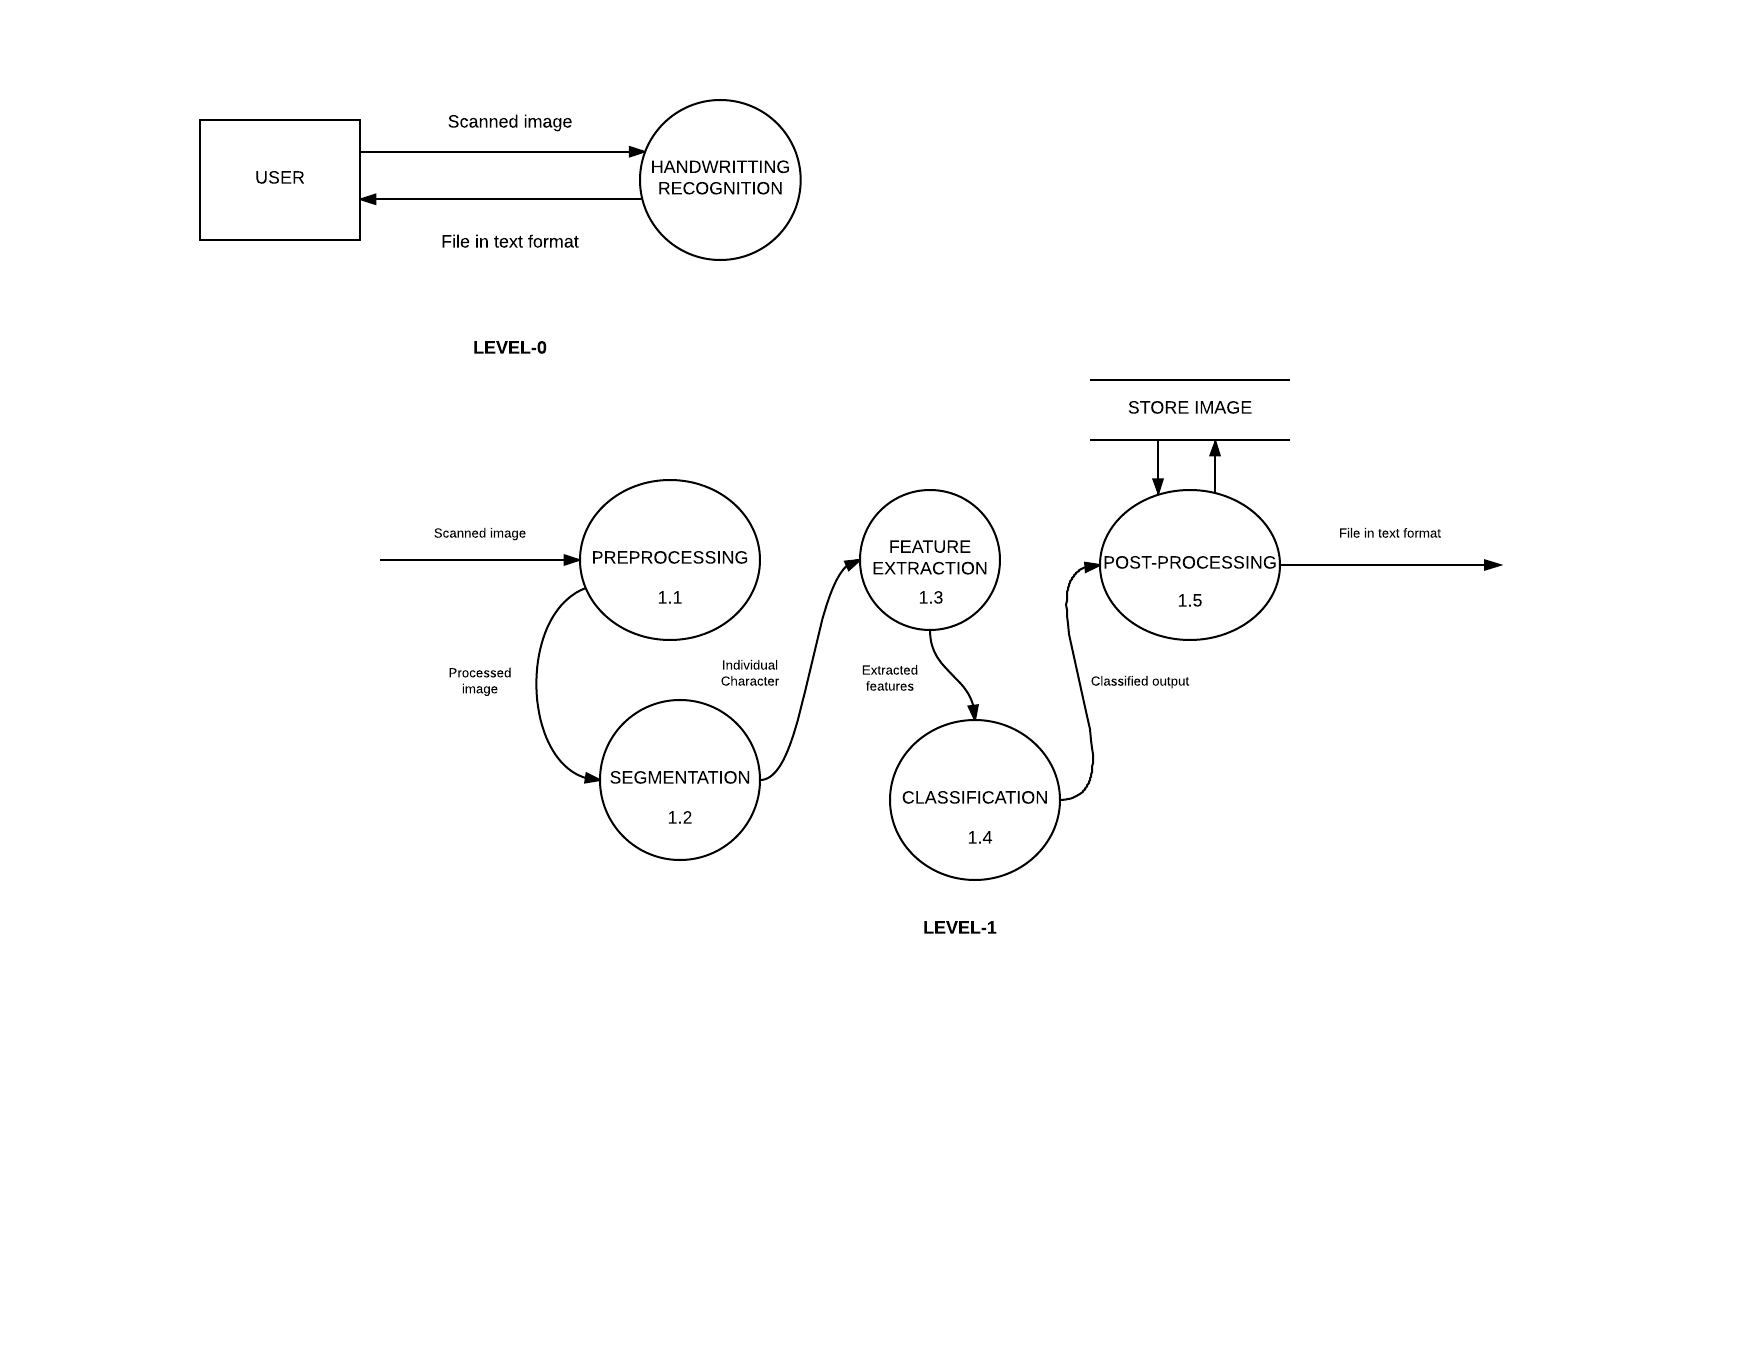 Scanned image
USER
HANDWRITTING
RECOGNITION
File in text format
LEVEL-0
STORE IMAGE
Scanned image
PREPROCESSING
1.1
FEATURE
EXTRACTION
1.3
POST-PROCESSING
1.5
File in text format
Processed
image
Individual
Character
Extracted
features
Classified output
SEGMENTATION
1.2
CLASSIFICATION
1.4
LEVEL-1